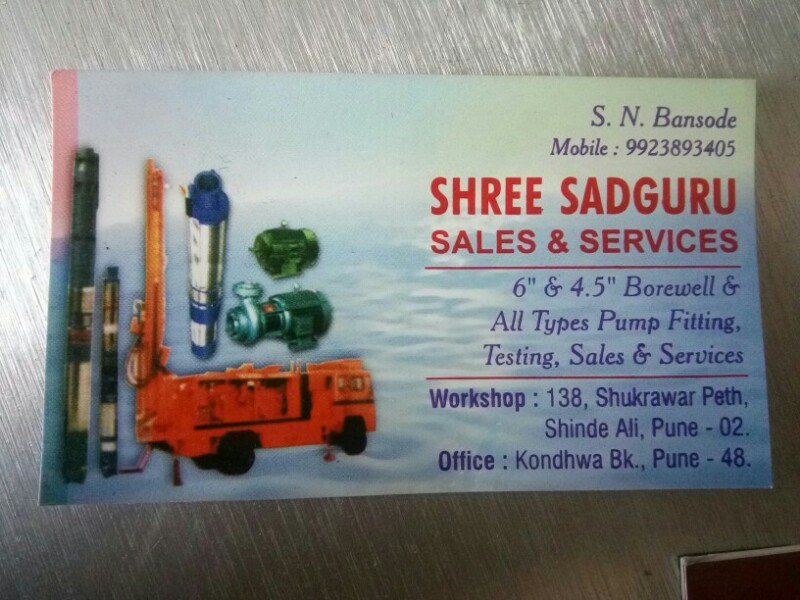 S. N. Bansode
Mobile : 9923893405
SHREE SADGURU
SALES & SERVICES
6" & 4.5" Borewell &
All Types Pump Fitting,
Testing, Sales & Services
Workshop : 138, Shukrawar Peth,
Shinde Ali, Pune - 02.
Office : Kondhwa Bk., Pune - 48.